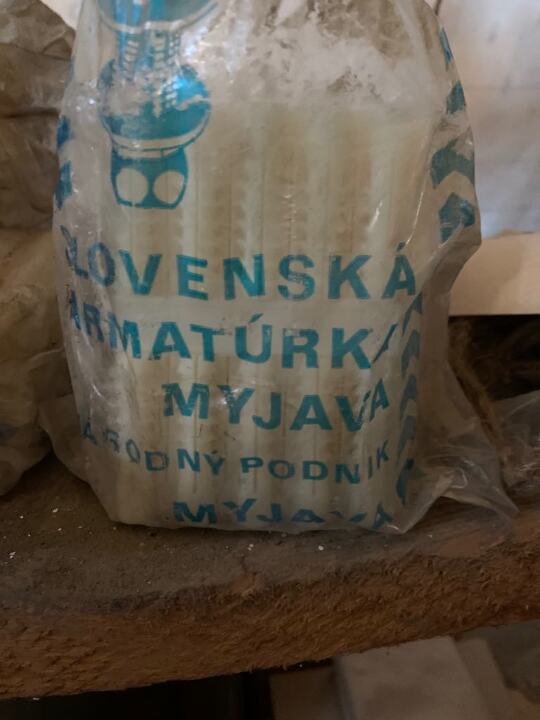 SLOVENSKÁ
ARMATÚRKA
MYJAVA
NÁRODNÝ PODNIK
MYJAVA